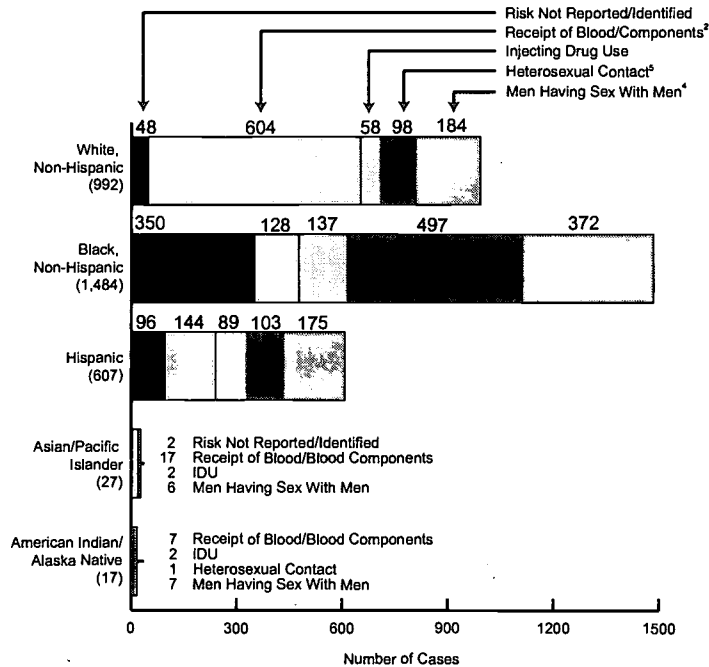 Risk Not Reported/Identified
Receipt of Blood/Components²
Injecting Drug Use
Heterosexual Contact⁵
Men Having Sex With Men⁴
48 604 58 98 184
White,
Non-Hispanic
(992)
350 128 137 497 372
Black,
Non-Hispanic
(1,484)
96 144 89 103 175
Hispanic
(607)
Asian/Pacific
Islander
(27)
2 Risk Not Reported/Identified
17 Receipt of Blood/Blood Components
2 IDU
6 Men Having Sex With Men
American Indian/
Alaska Native
(17)
7 Receipt of Blood/Blood Components
2 IDU
1 Heterosexual Contact
7 Men Having Sex With Men
0 300 600 900 1200 1500
Number of Cases